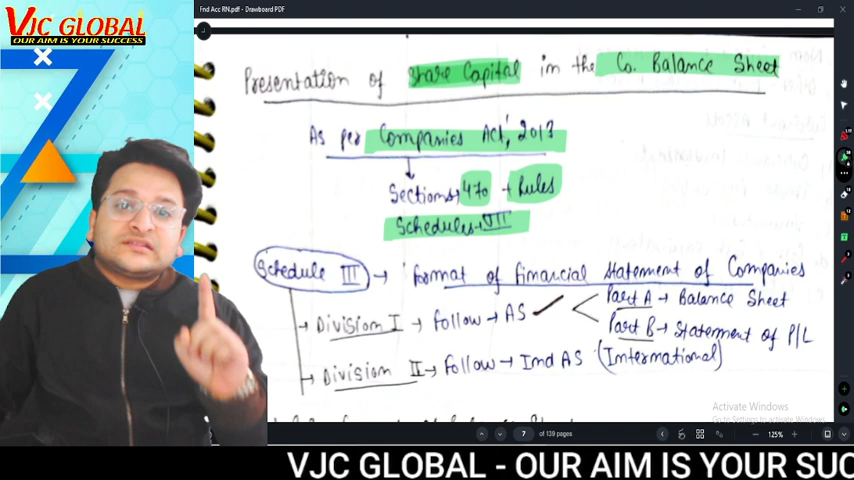 VJC GLOBAL
OUR AIM IS YOUR SUCCESS
Fnd Acc RN.pdf - Drawboard PDF
Presentation of Share Capital in the Co. Balance Sheet
As per Companies Act', 2013
Sections → 470 + Rules
Schedules → VII
Schedule III → Format of Financial Statement of Companies
→ Division I → Follow → AS
Part A → Balance Sheet
Part B → Statement of P/L
→ Division II → Follow → Ind AS (International)
Activate Windows
Go to Settings to activate Windows.
7 of 139 pages
125%
VJC GLOBAL - OUR AIM IS YOUR SUC